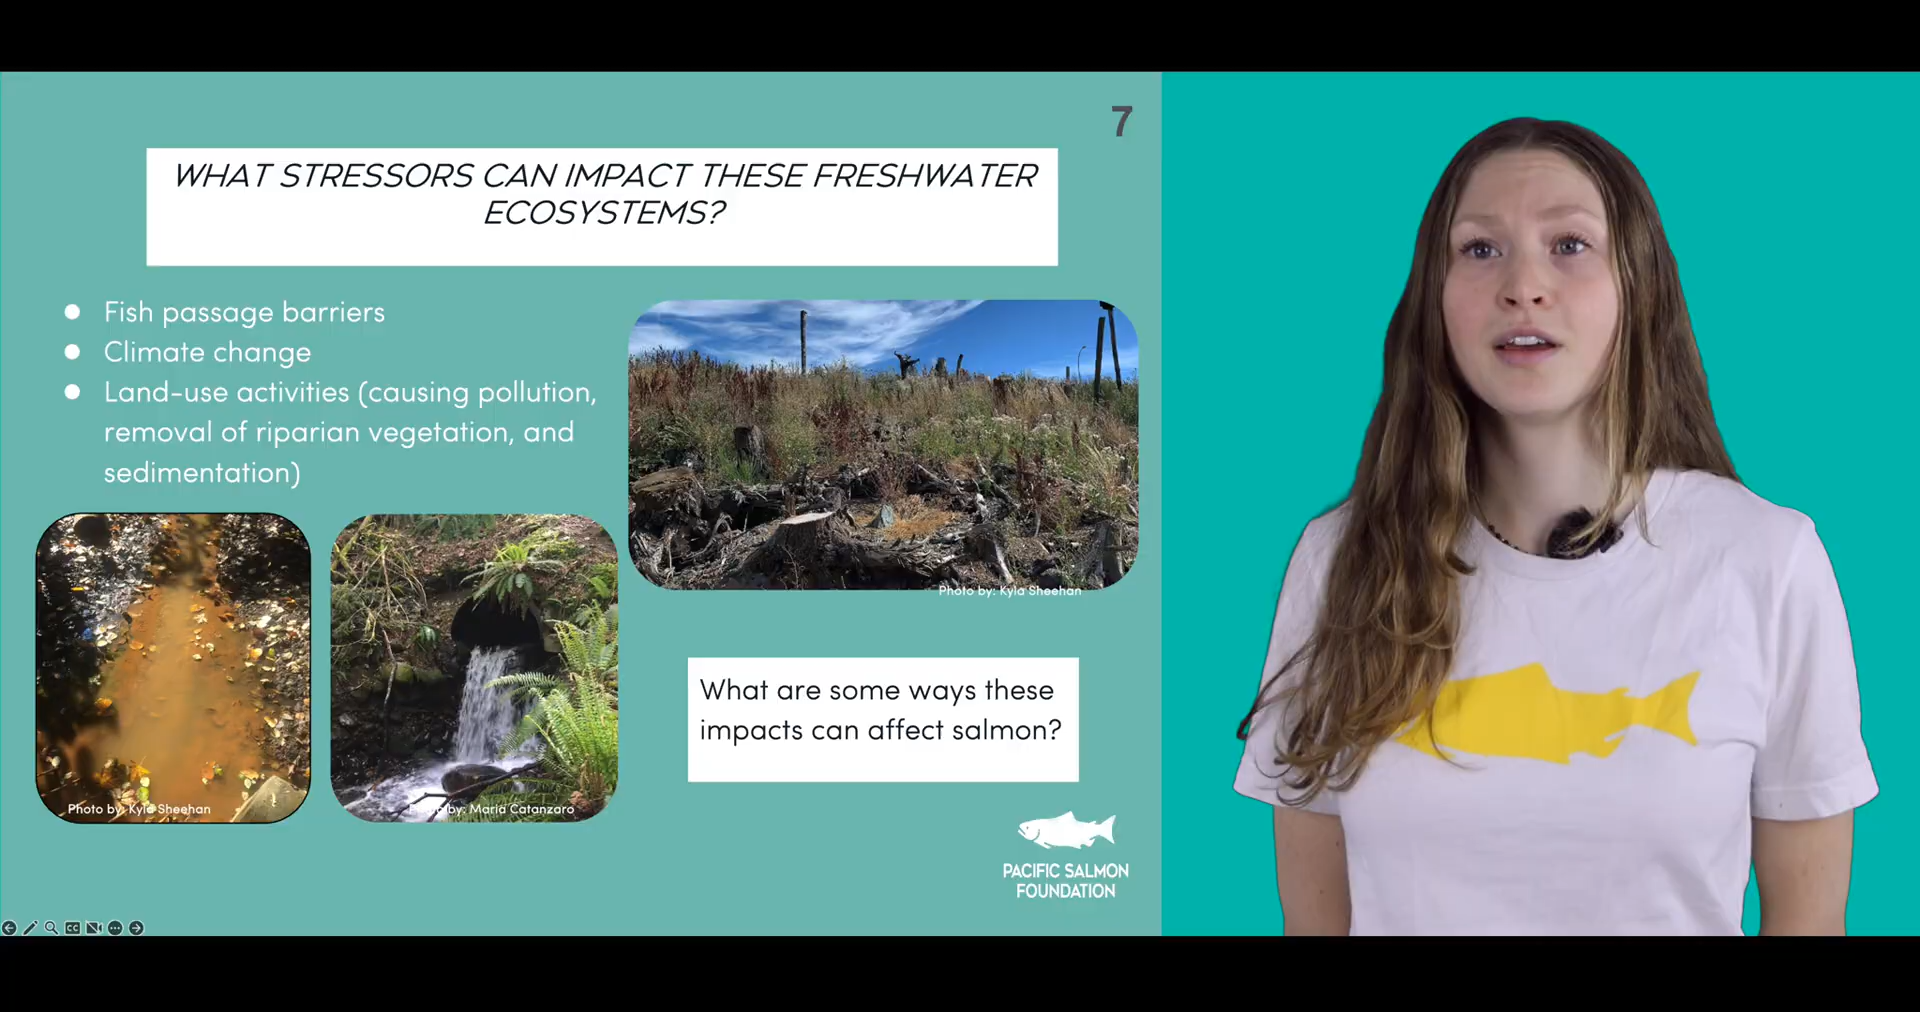 7
WHAT STRESSORS CAN IMPACT THESE FRESHWATER
ECOSYSTEMS?
● Fish passage barriers
● Climate change
● Land-use activities (causing pollution,
removal of riparian vegetation, and
sedimentation)
Photo by: Kyla Sheehan
Photo by: Kyla Sheehan
by: Maria Catanzaro
What are some ways these
impacts can affect salmon?
PACIFIC SALMON
FOUNDATION
CC